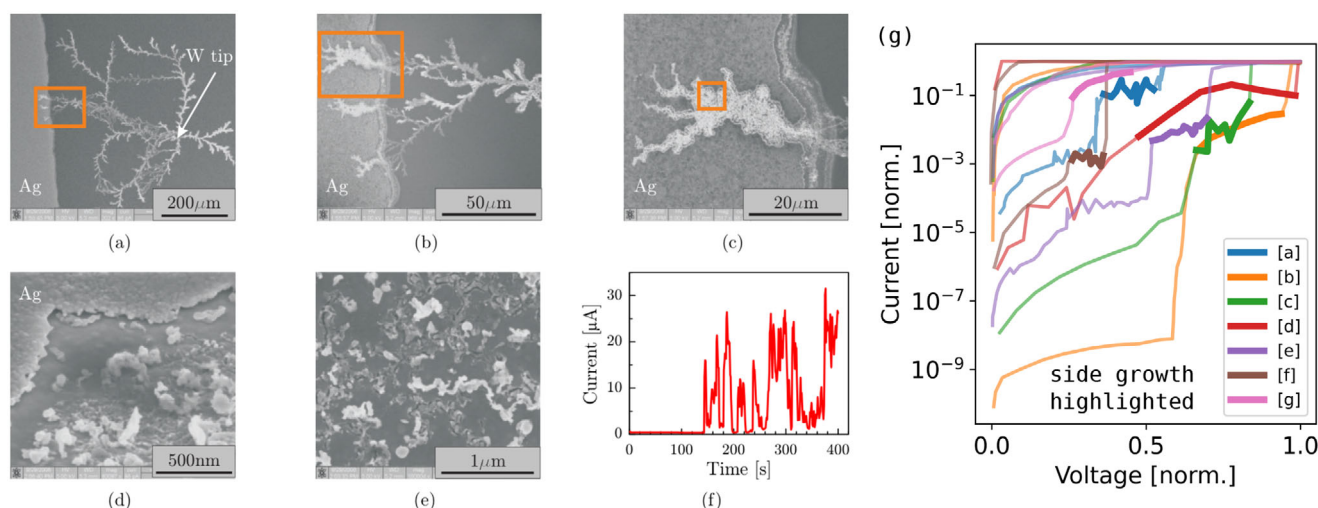 W tip
Ag
200μm
(a)
50μm
(b)
Ag
20μm
(c)
Ag
500nm
(d)
1μm
(e)
Current [μA]
30
20
10
0
0 100 200 300 400
Time [s]
(f)
(g)
Current [norm.]
10⁻¹
10⁻³
10⁻⁵
10⁻⁷
10⁻⁹
side growth
highlighted
[a]
[b]
[c]
[d]
[e]
[f]
[g]
0.0 0.5 1.0
Voltage [norm.]